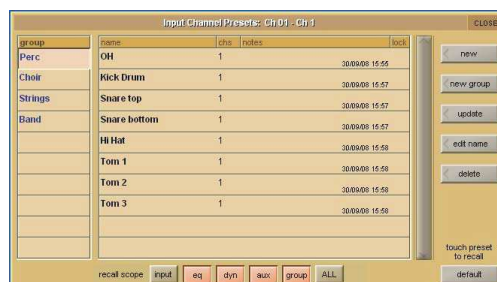 Input Channel Presets: Ch 01 - Ch 1
CLOSE
group
name chs notes lock
Perc
Choir
Strings
Band
OH 1 30/09/08 15:55
Kick Drum 1 30/09/08 15:57
Snare top 1 30/09/08 15:57
Snare bottom 1 30/09/08 15:57
Hi Hat 1 30/09/08 15:58
Tom 1 1 30/09/08 15:58
Tom 2 1 30/09/08 15:58
Tom 3 1 30/09/08 15:58
new
new group
update
edit name
delete
touch preset
to recall
default
recall scope input eq dyn aux group ALL